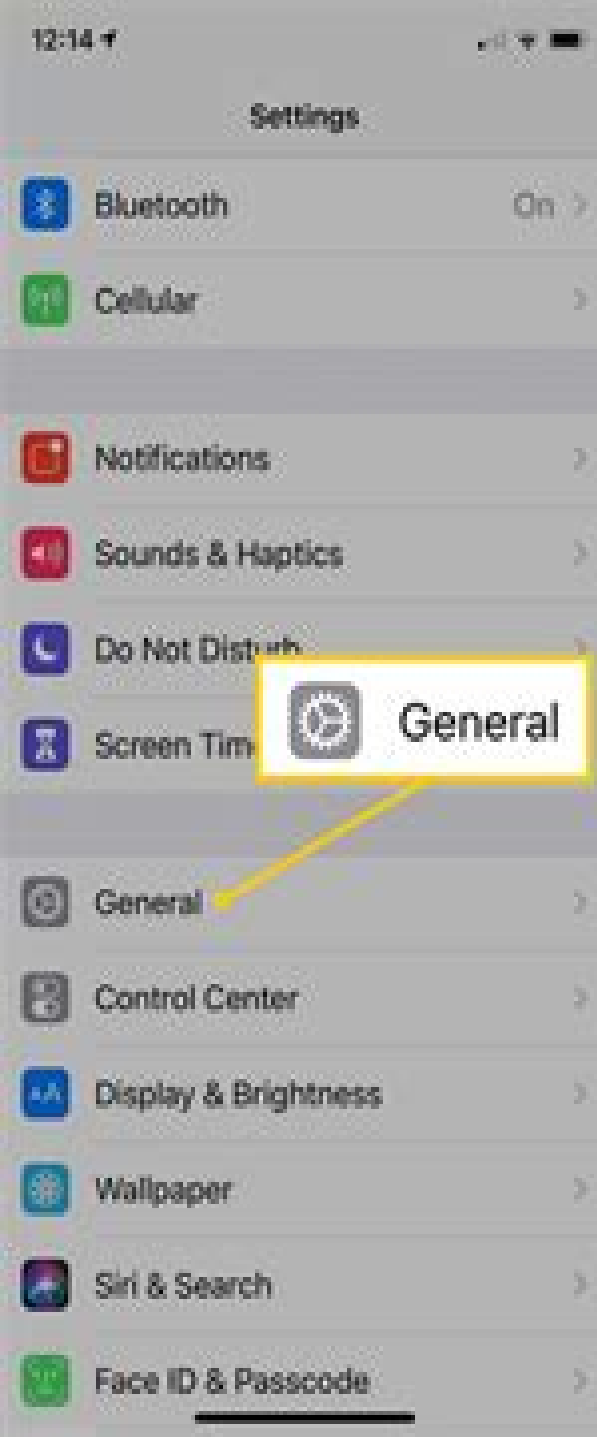 12:14
Settings
Bluetooth On
Cellular
Notifications
Sounds & Haptics
Do Not Disturb
Screen Tim
General
General
Control Center
Display & Brightness
Wallpaper
Siri & Search
Face ID & Passcode